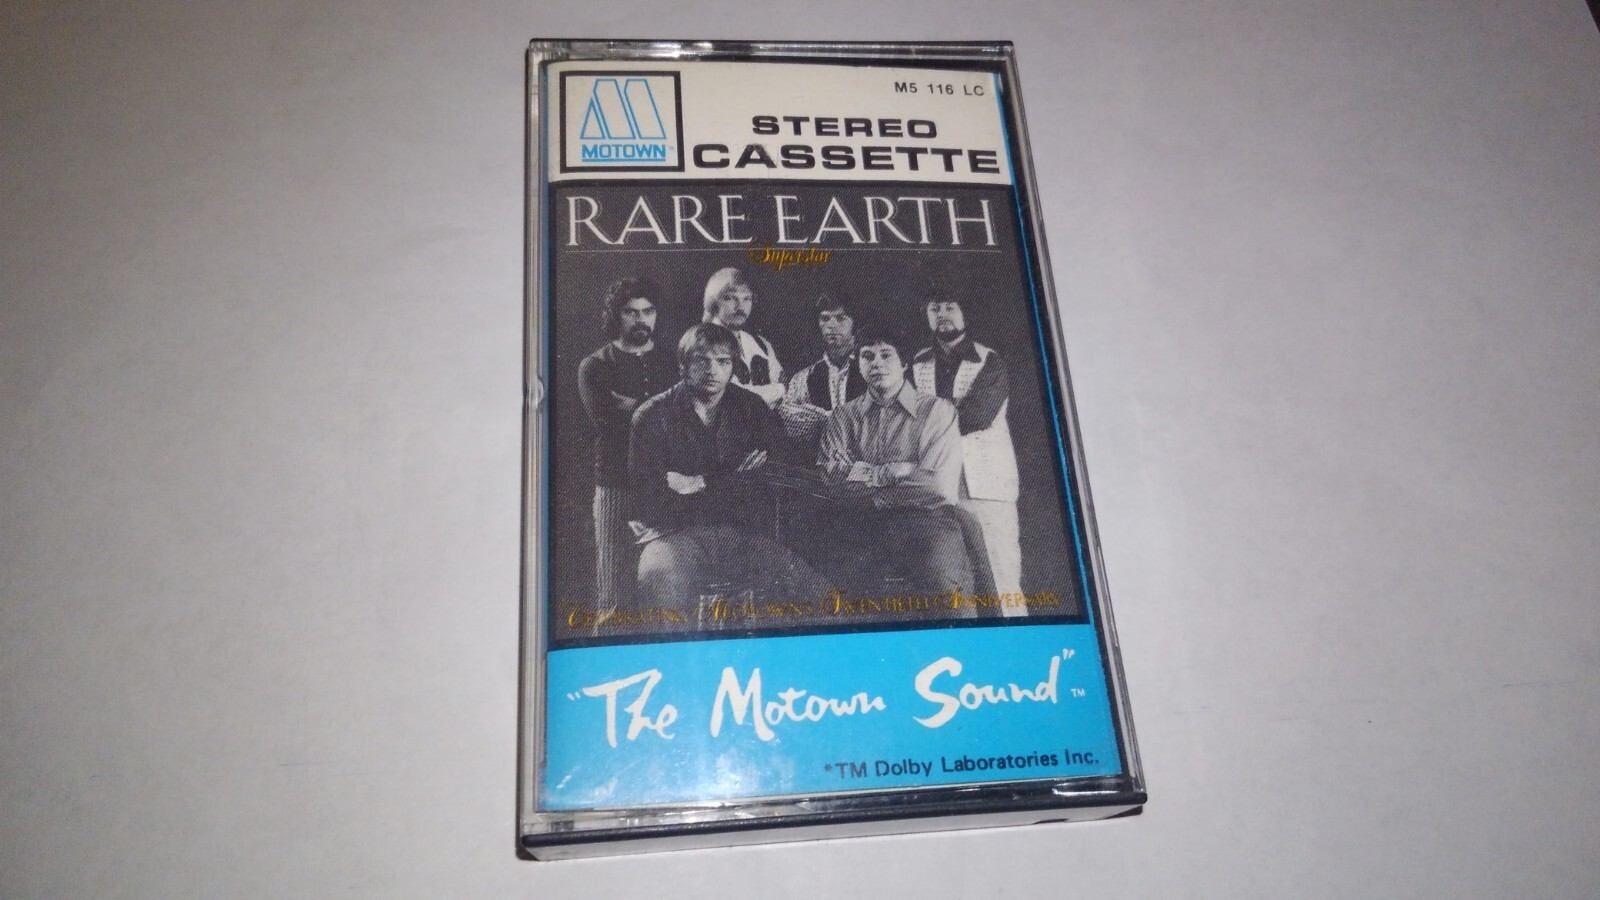 M5 116 LC
MOTOWN
STEREO
CASSETTE
RARE EARTH
Superstar
CELEBRATING MOTOWN'S TWENTIETH ANNIVERSARY
"The Motown Sound"™
*TM Dolby Laboratories Inc.